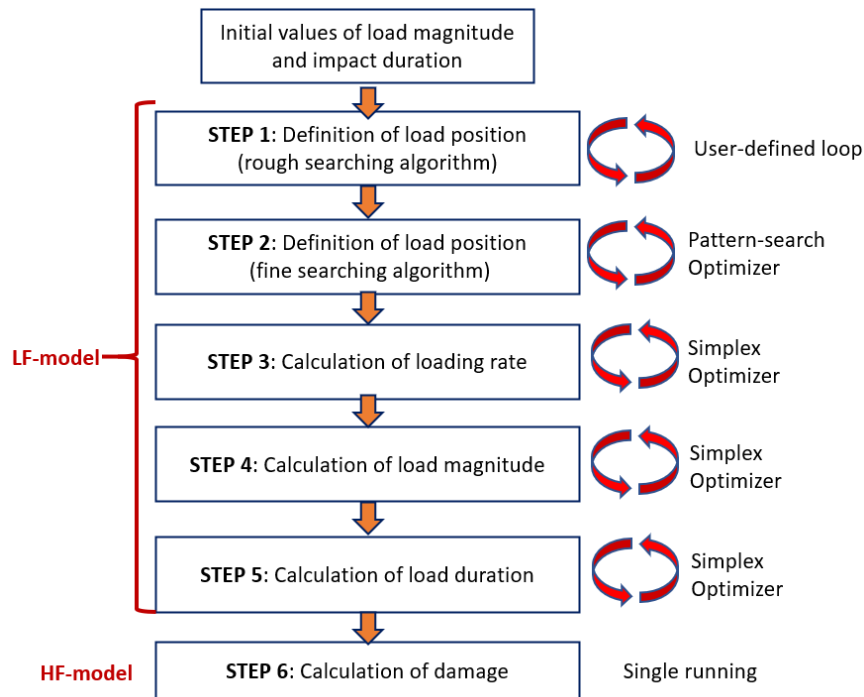 Initial values of load magnitude
and impact duration
STEP 1: Definition of load position
(rough searching algorithm)
User-defined loop
STEP 2: Definition of load position
(fine searching algorithm)
Pattern-search
Optimizer
LF-model
STEP 3: Calculation of loading rate
Simplex
Optimizer
STEP 4: Calculation of load magnitude
Simplex
Optimizer
STEP 5: Calculation of load duration
Simplex
Optimizer
HF-model
STEP 6: Calculation of damage
Single running